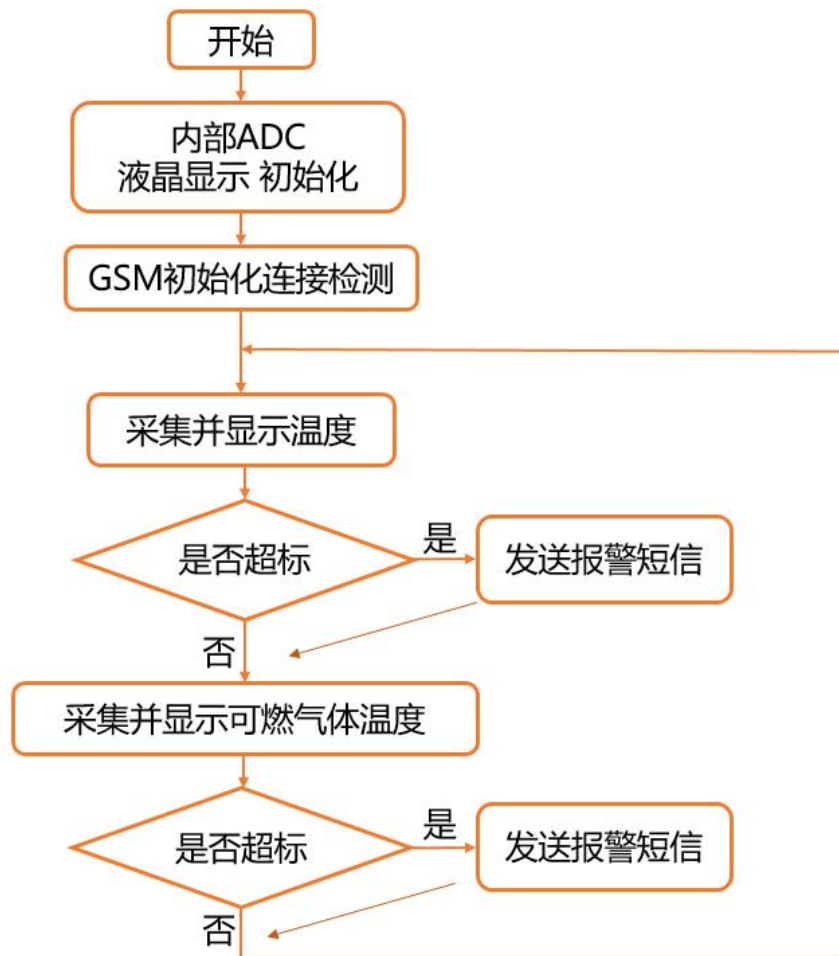 开始
内部ADC
液晶显示 初始化
GSM初始化连接检测
采集并显示温度
是否超标
是
发送报警短信
否
采集并显示可燃气体温度
是否超标
是
发送报警短信
否